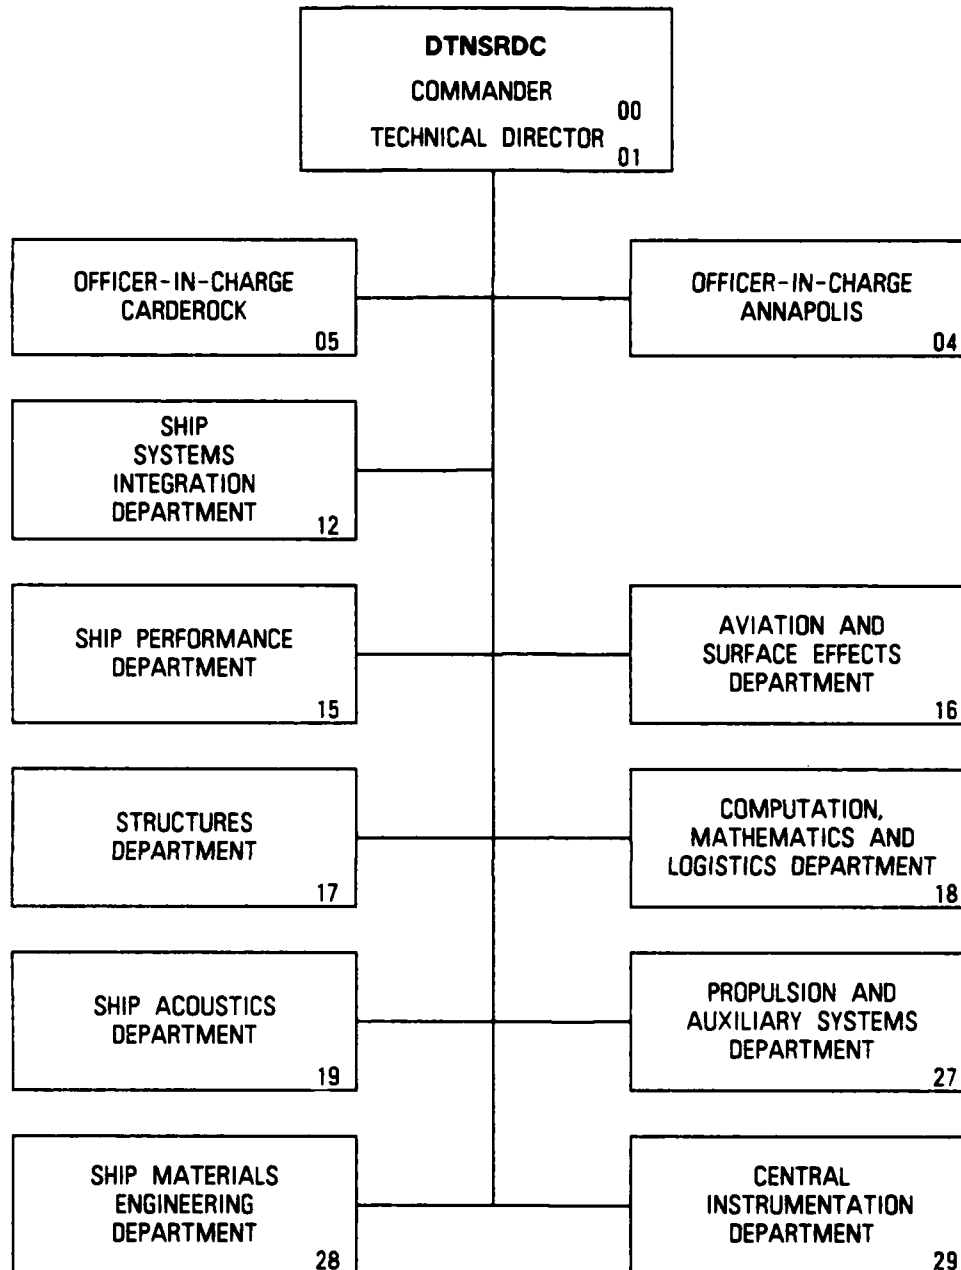 DTNSRDC
COMMANDER
00
TECHNICAL DIRECTOR
01
OFFICER-IN-CHARGE
CARDEROCK
05
OFFICER-IN-CHARGE
ANNAPOLIS
04
SHIP
SYSTEMS
INTEGRATION
DEPARTMENT
12
SHIP PERFORMANCE
DEPARTMENT
15
AVIATION AND
SURFACE EFFECTS
DEPARTMENT
16
STRUCTURES
DEPARTMENT
17
COMPUTATION,
MATHEMATICS AND
LOGISTICS DEPARTMENT
18
SHIP ACOUSTICS
DEPARTMENT
19
PROPULSION AND
AUXILIARY SYSTEMS
DEPARTMENT
27
SHIP MATERIALS
ENGINEERING
DEPARTMENT
28
CENTRAL
INSTRUMENTATION
DEPARTMENT
29